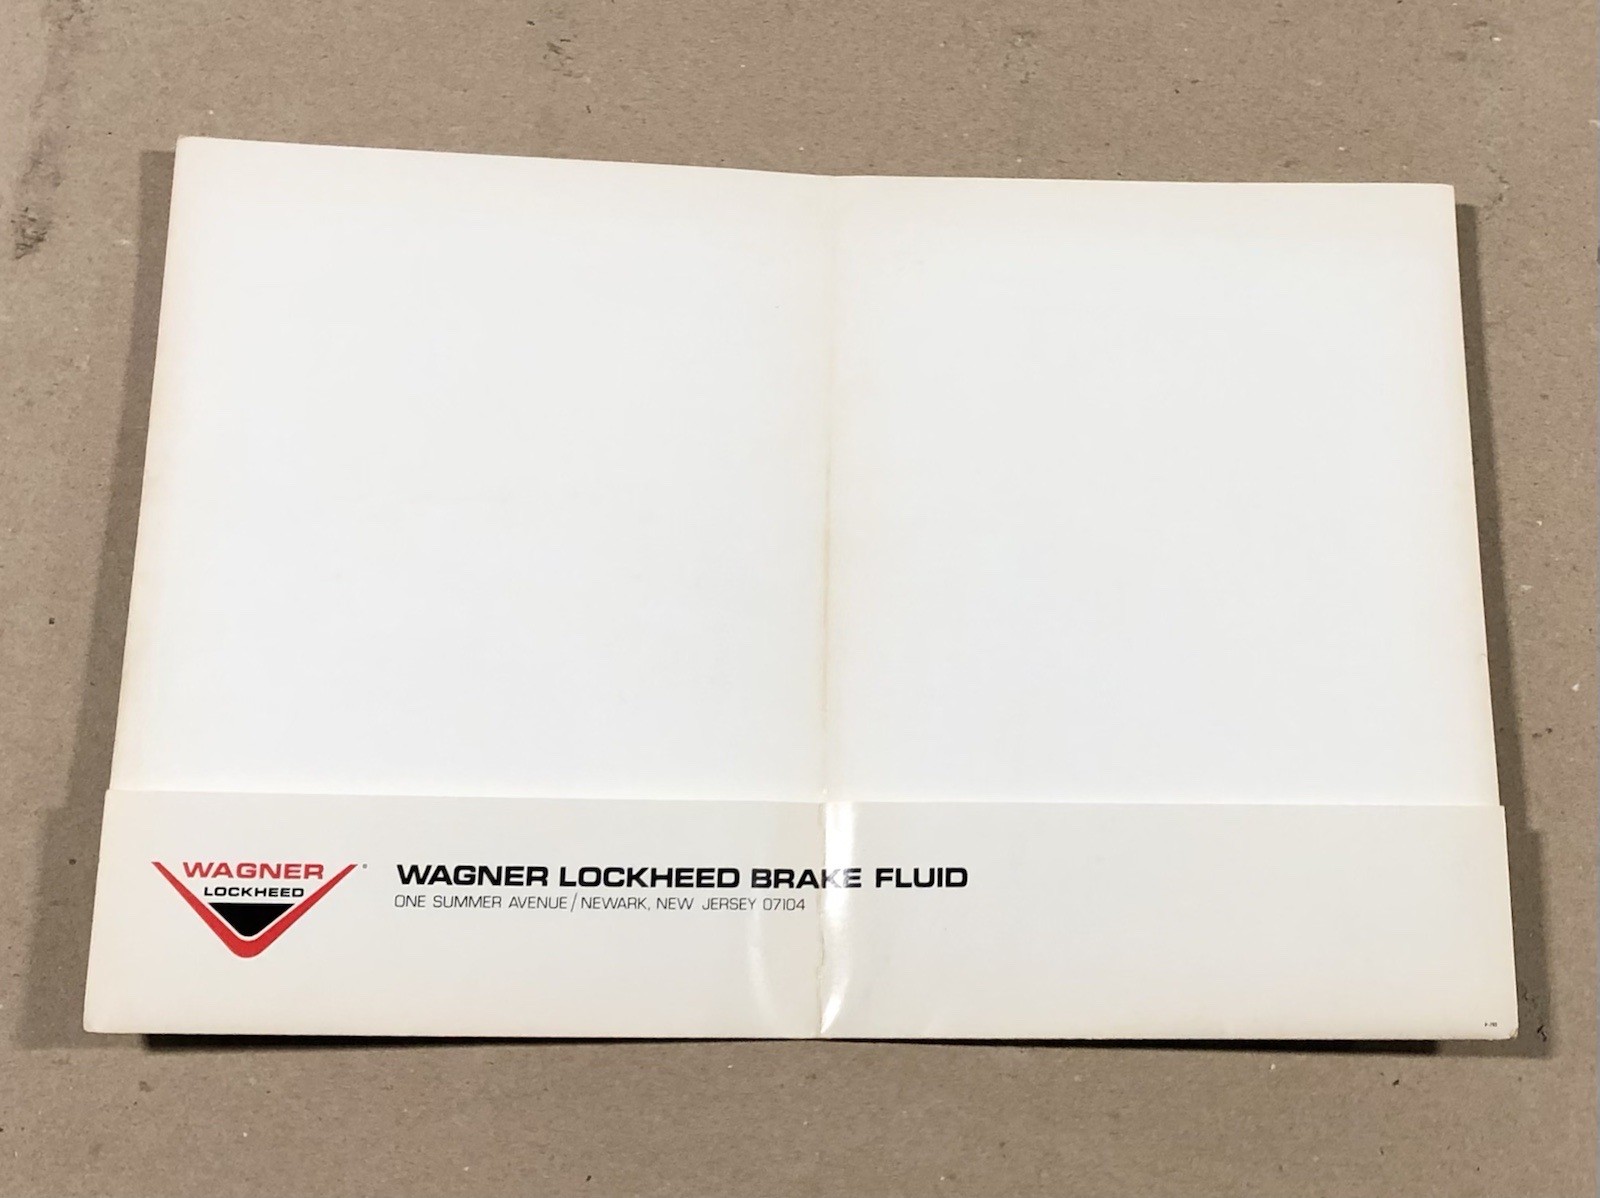 WAGNER
LOCKHEED
WAGNER LOCKHEED BRAKE FLUID
ONE SUMMER AVENUE / NEWARK, NEW JERSEY 07104